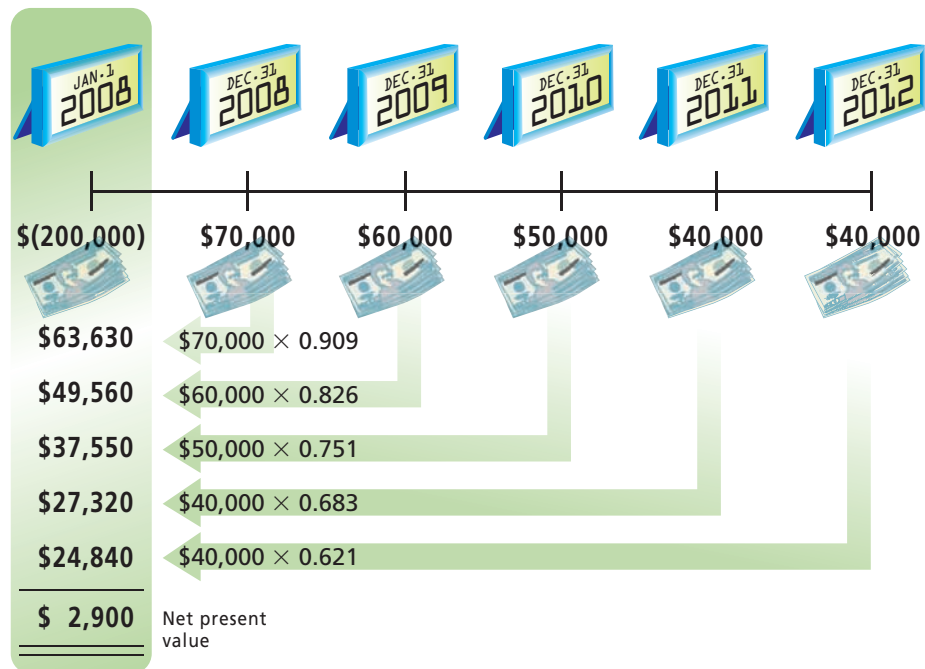 JAN.1
2008
DEC.31
2008
DEC.31
2009
DEC.31
2010
DEC.31
2011
DEC.31
2012
$(200,000) $70,000 $60,000 $50,000 $40,000 $40,000
$63,630 $70,000 × 0.909
$49,560 $60,000 × 0.826
$37,550 $50,000 × 0.751
$27,320 $40,000 × 0.683
$24,840 $40,000 × 0.621
$ 2,900 Net present
value